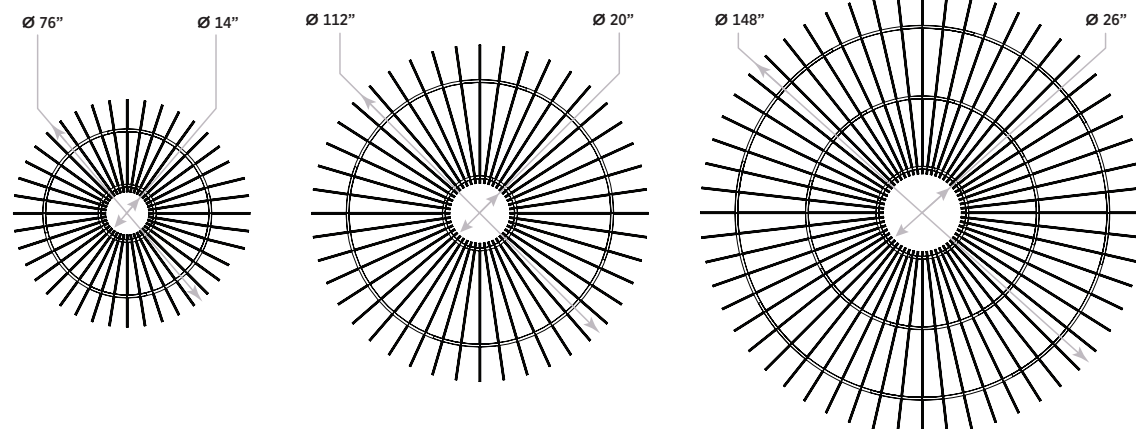 Ø 76”
Ø 14”
Ø 112”
Ø 20”
Ø 148”
Ø 26”